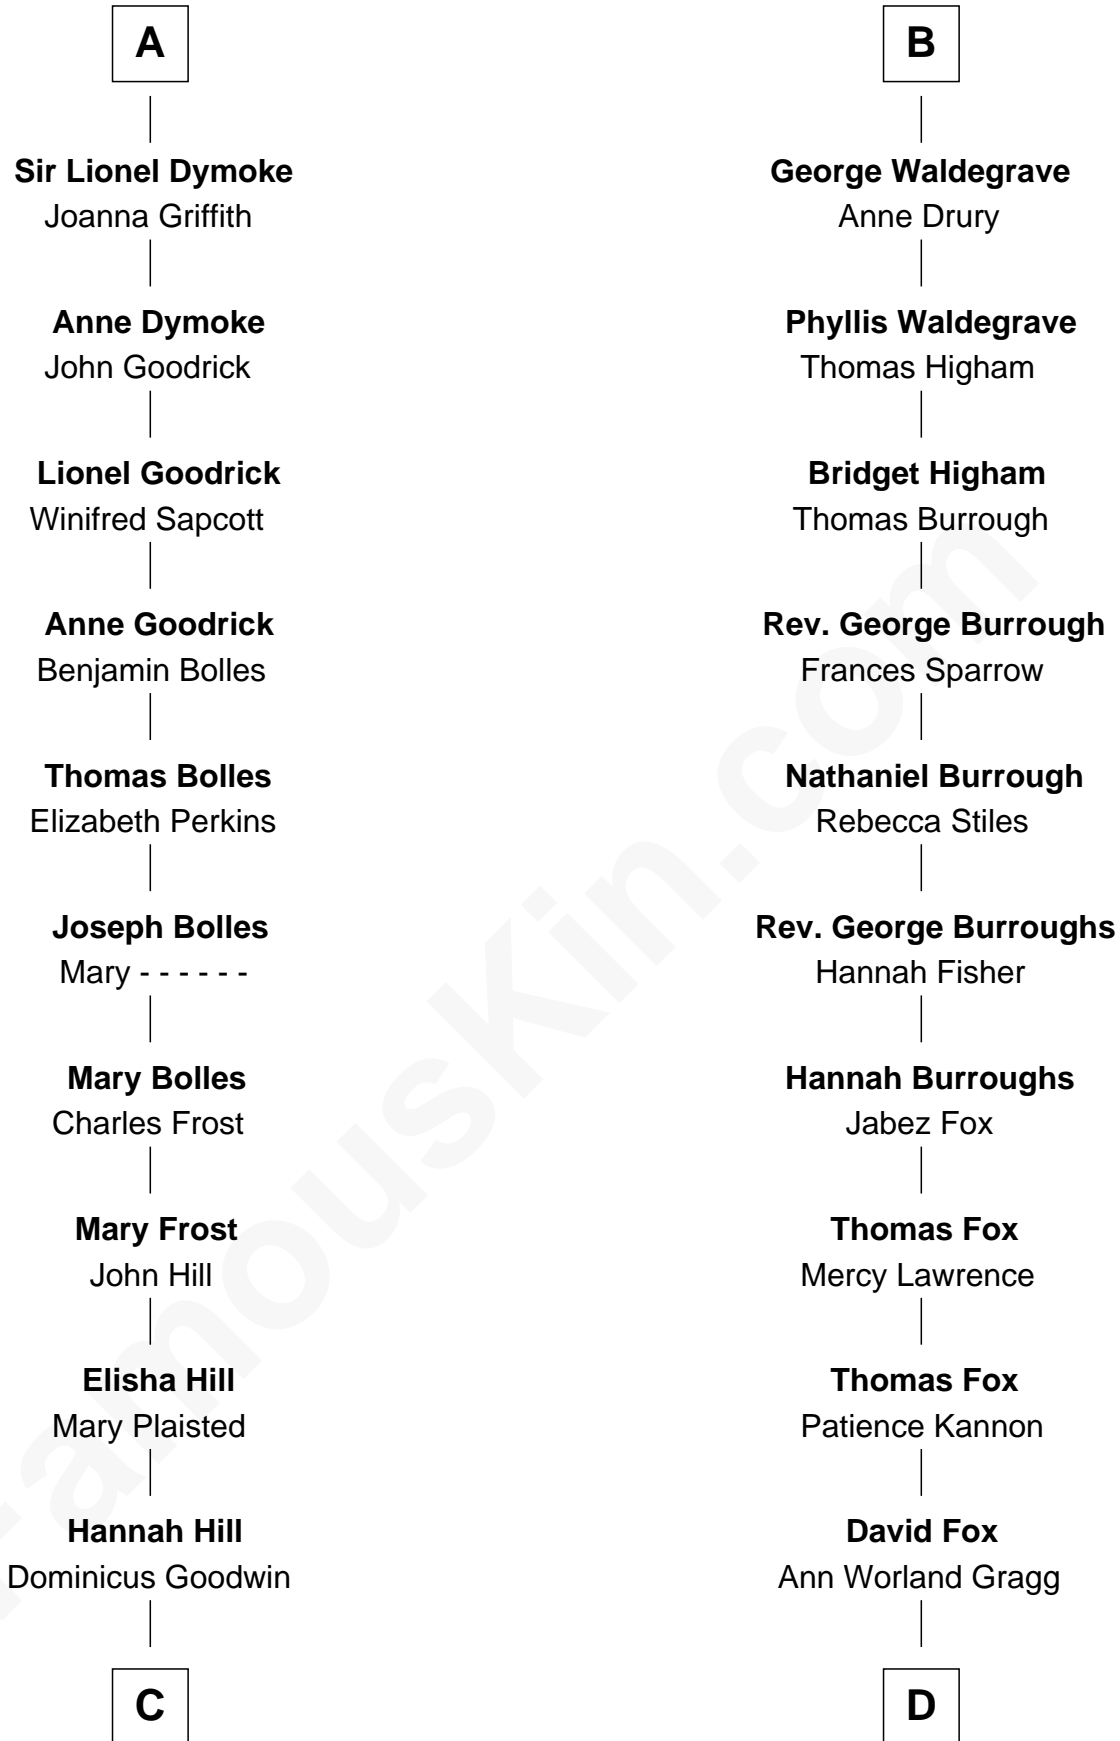 A
Sir Lionel Dymoke
Joanna Griffith
Anne Dymoke
John Goodrick
Lionel Goodrick
Winifred Sapcott
Anne Goodrick
Benjamin Bolles
Thomas Bolles
Elizabeth Perkins
Joseph Bolles
Mary - - - - - -
Mary Bolles
Charles Frost
Mary Frost
John Hill
Elisha Hill
Mary Plaisted
Hannah Hill
Dominicus Goodwin
C
B
George Waldegrave
Anne Drury
Phyllis Waldegrave
Thomas Higham
Bridget Higham
Thomas Burrough
Rev. George Burrough
Frances Sparrow
Nathaniel Burrough
Rebecca Stiles
Rev. George Burroughs
Hannah Fisher
Hannah Burroughs
Jabez Fox
Thomas Fox
Mercy Lawrence
Thomas Fox
Patience Kannon
David Fox
Ann Worland Gragg
D
FamousKin.com